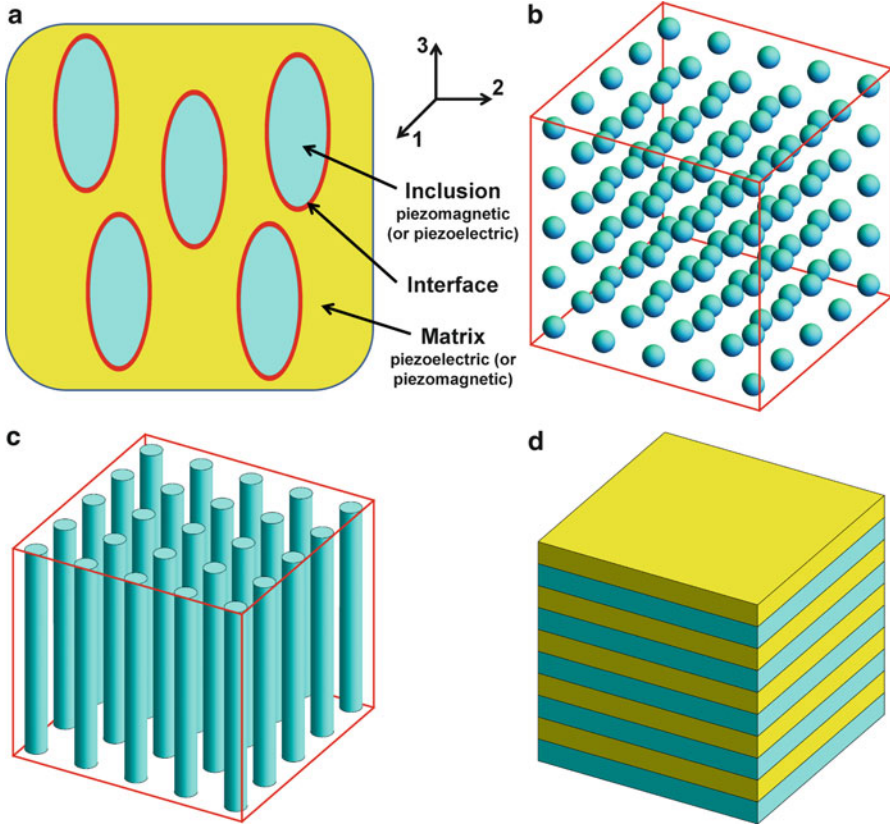 a
3
2
1
Inclusion
piezomagnetic
(or piezoelectric)
Interface
Matrix
piezoelectric (or
piezomagnetic)
b
c
d